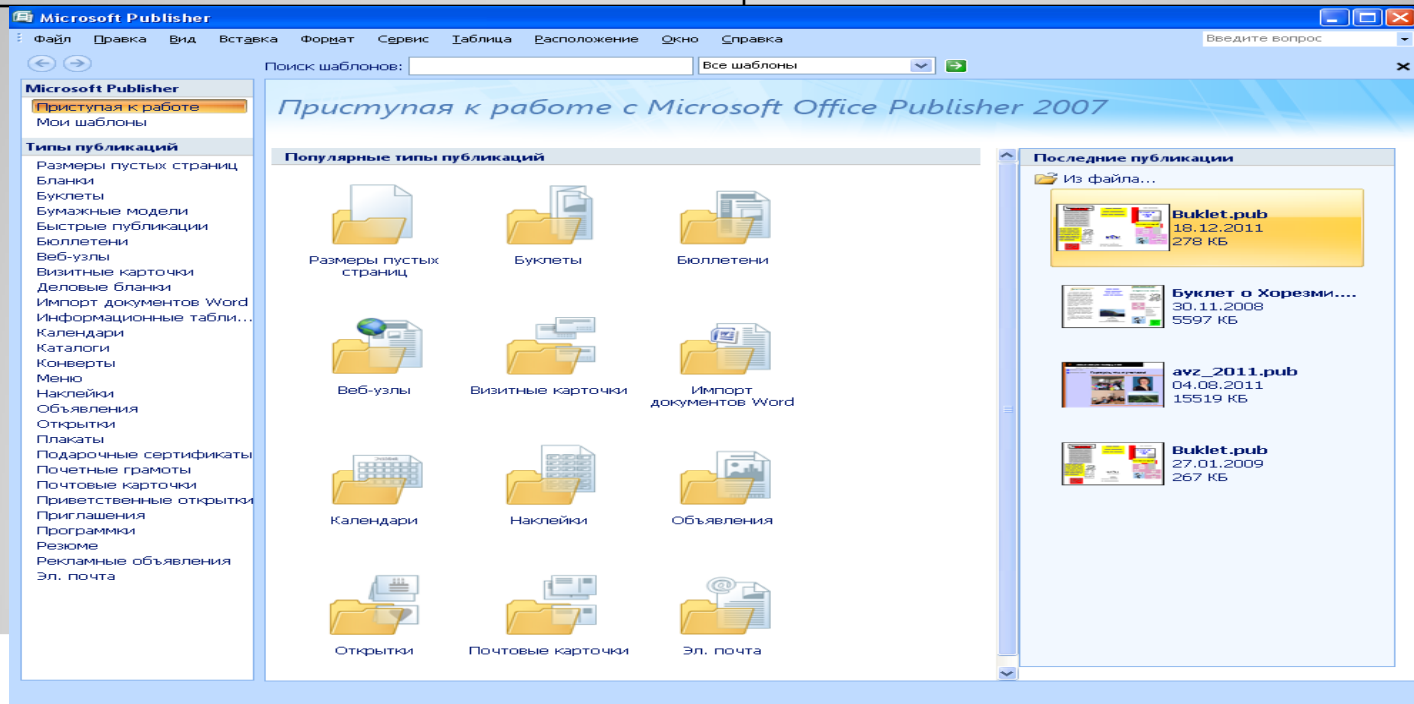 Microsoft Publisher
Файл Правка Вид Вставка Формат Сервис Таблица Расположение Окно Справка Введите вопрос
Поиск шаблонов: Все шаблоны
Microsoft Publisher
Приступая к работе
Мои шаблоны
Типы публикаций
Размеры пустых страниц
Бланки
Буклеты
Бумажные модели
Быстрые публикации
Бюллетени
Веб-узлы
Визитные карточки
Деловые бланки
Импорт документов Word
Информационные табли...
Календари
Каталоги
Конверты
Меню
Наклейки
Объявления
Открытки
Плакаты
Подарочные сертификаты
Почетные грамоты
Почтовые карточки
Приветственные открытки
Приглашения
Программки
Резюме
Рекламные объявления
Эл. почта
Приступая к работе с Microsoft Office Publisher 2007
Популярные типы публикаций
Размеры пустых
страниц
Буклеты
Бюллетени
Веб-узлы
Визитные карточки
Импорт
документов Word
Календари
Наклейки
Объявления
Открытки
Почтовые карточки
Эл. почта
Последние публикации
Из файла...
Buklet.pub
18.12.2011
278 КБ
Буклет о Хорезми....
30.11.2008
5597 КБ
avz_2011.pub
04.08.2011
15519 КБ
Buklet.pub
27.01.2009
267 КБ